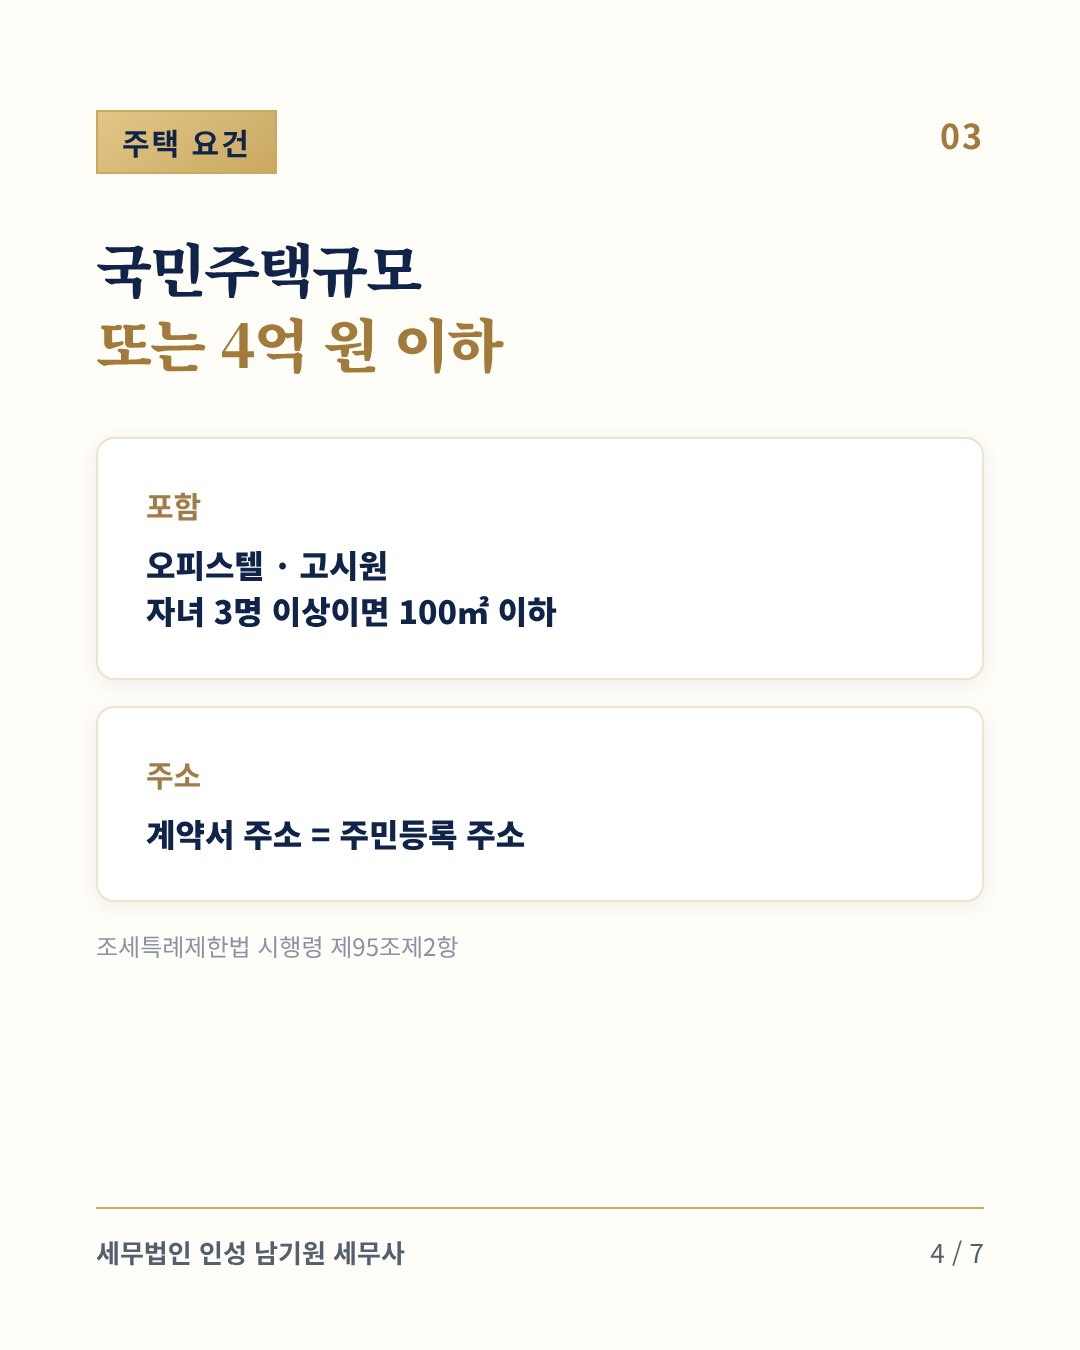 주택 요건
03
국민주택규모
또는 4억 원 이하
포함
오피스텔 · 고시원
자녀 3명 이상이면 100㎡ 이하
주소
계약서 주소 = 주민등록 주소
조세특례제한법 시행령 제95조제2항
세무법인 인성 남기원 세무사
4 / 7